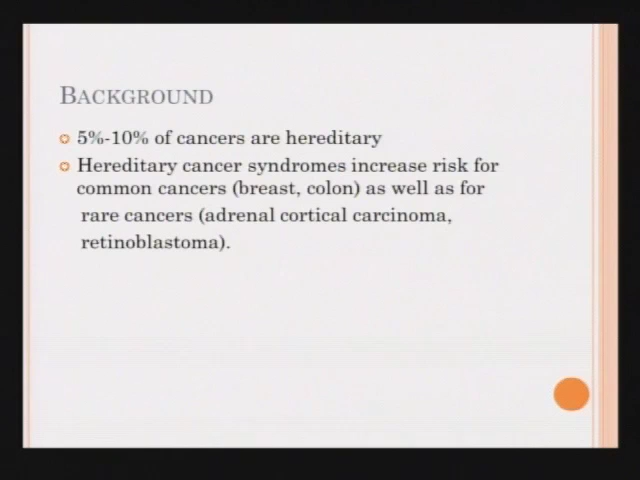 BACKGROUND
5%-10% of cancers are hereditary
Hereditary cancer syndromes increase risk for
common cancers (breast, colon) as well as for
rare cancers (adrenal cortical carcinoma,
retinoblastoma).